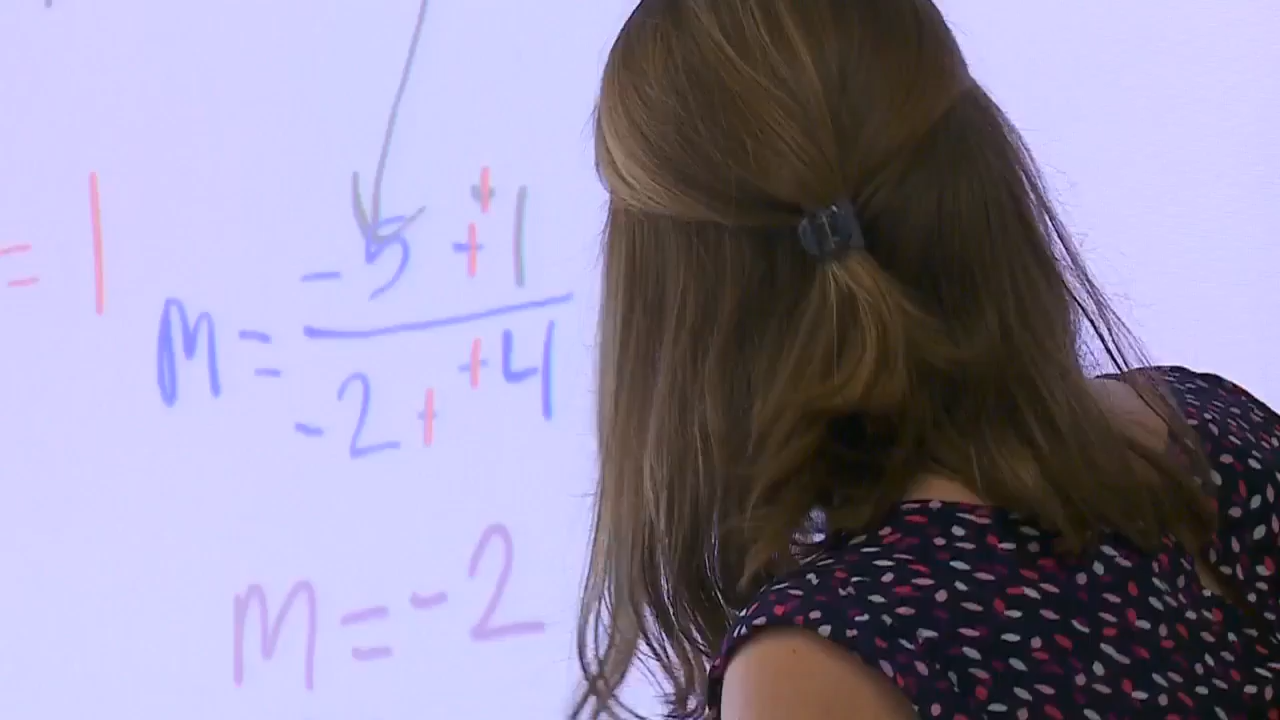 = 1
-5 + +1
m = 
-2 + +4
m = -2